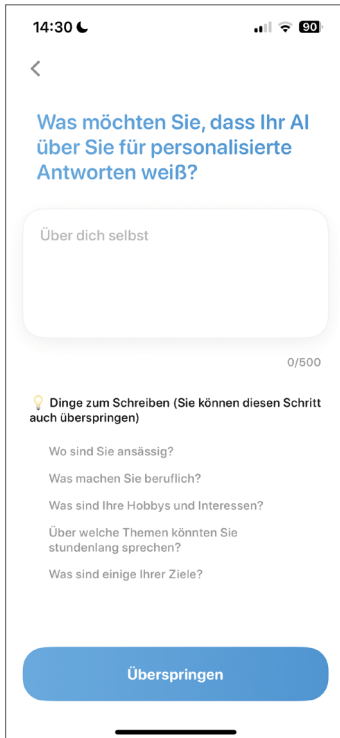 14:30
90
Was möchten Sie, dass Ihr AI
über Sie für personalisierte
Antworten weiß?
Über dich selbst
0/500
Dinge zum Schreiben (Sie können diesen Schritt
auch überspringen)
Wo sind Sie ansässig?
Was machen Sie beruflich?
Was sind Ihre Hobbys und Interessen?
Über welche Themen könnten Sie
stundenlang sprechen?
Was sind einige Ihrer Ziele?
Überspringen